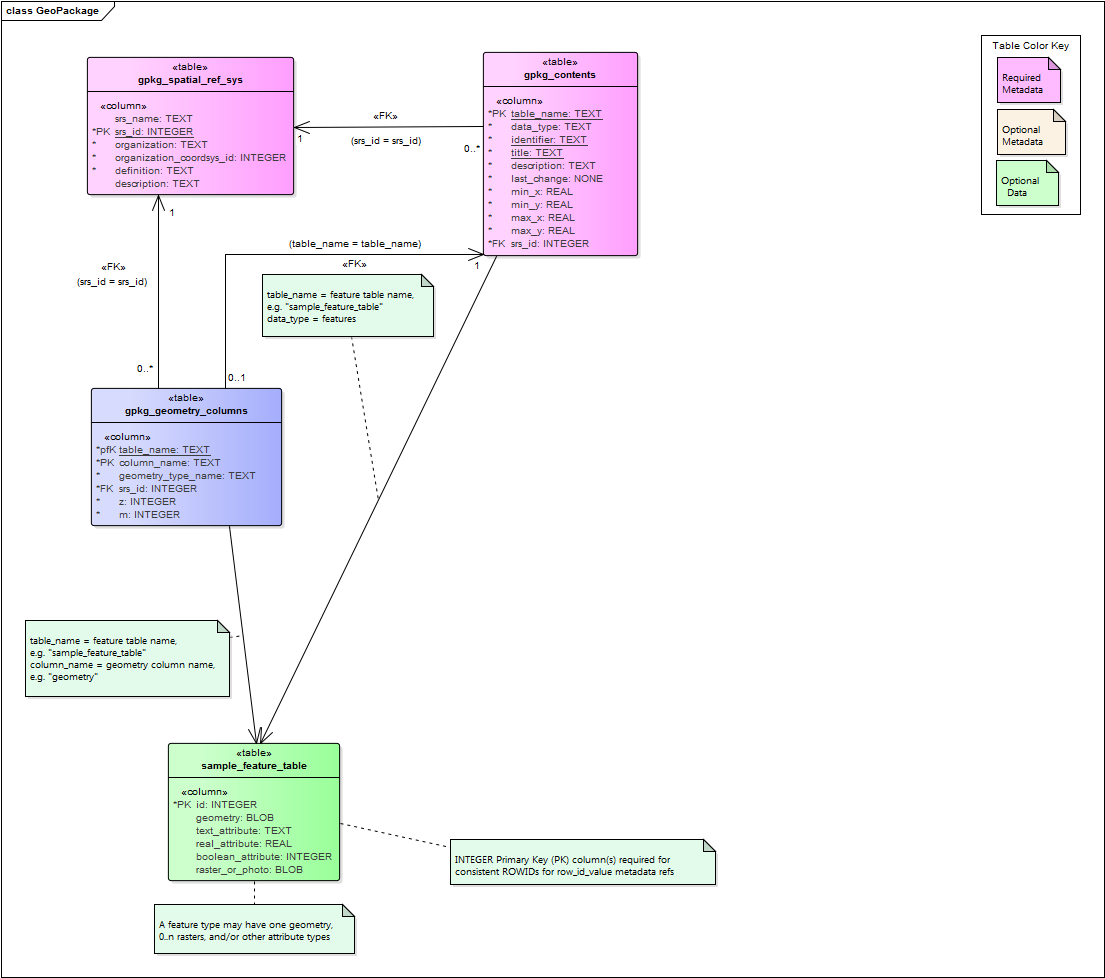 class GeoPackage
«table»
gpkg_spatial_ref_sys
«column»
srs_name: TEXT
*PK srs_id: INTEGER
* organization: TEXT
* organization_coordsys_id: INTEGER
* definition: TEXT
description: TEXT
«table»
gpkg_contents
«column»
*PK table_name: TEXT
* data_type: TEXT
* identifier: TEXT
* title: TEXT
* description: TEXT
* last_change: NONE
* min_x: REAL
* min_y: REAL
* max_x: REAL
* max_y: REAL
*FK srs_id: INTEGER
Table Color Key
Required
Metadata
Optional
Metadata
Optional
Data
«FK»
1
(srs_id = srs_id)
0..*
1
«FK»
(srs_id = srs_id)
0..*
(table_name = table_name)
«FK»
1
0..1
table_name = feature table name,
e.g. "sample_feature_table"
data_type = features
«table»
gpkg_geometry_columns
«column»
*pfK table_name: TEXT
*PK column_name: TEXT
* geometry_type_name: TEXT
*FK srs_id: INTEGER
* z: INTEGER
* m: INTEGER
table_name = feature table name,
e.g. "sample_feature_table"
column_name = geometry column name,
e.g. "geometry"
«table»
sample_feature_table
«column»
*PK id: INTEGER
geometry: BLOB
text_attribute: TEXT
real_attribute: REAL
boolean_attribute: INTEGER
raster_or_photo: BLOB
INTEGER Primary Key (PK) column(s) required for
consistent ROWIDs for row_id_value metadata refs
A feature type may have one geometry,
0..n rasters, and/or other attribute types